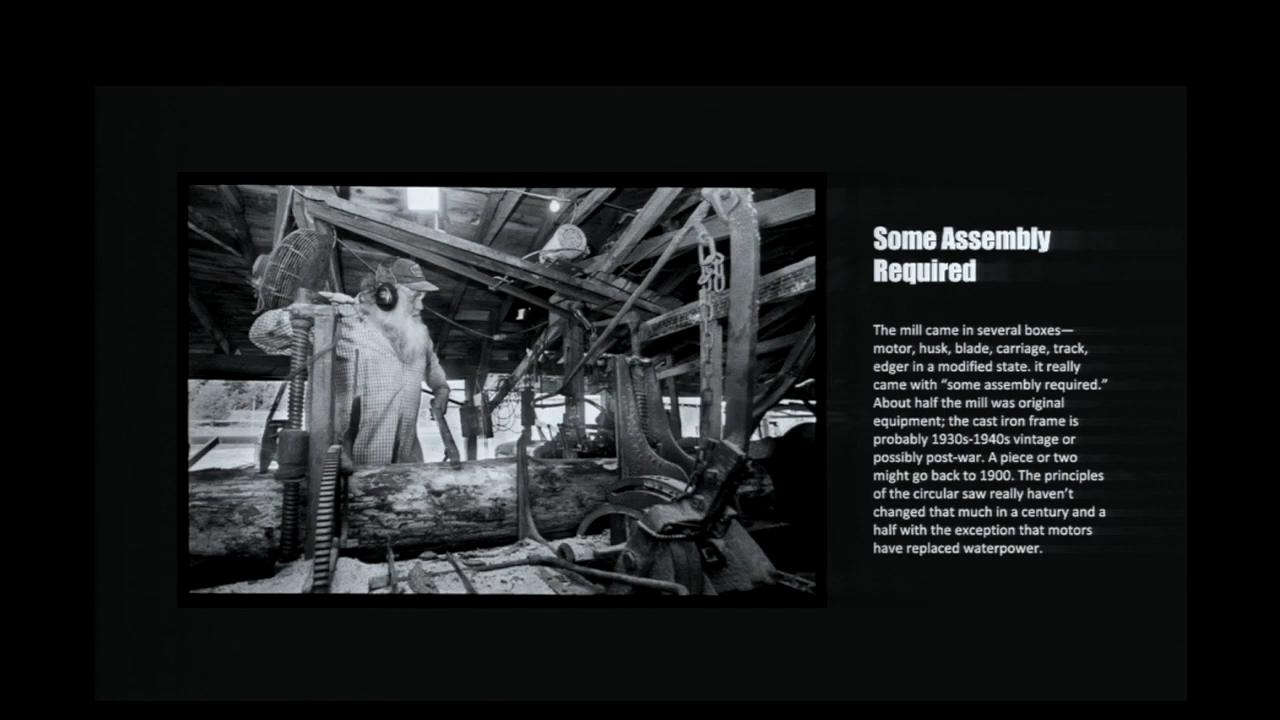 Some Assembly
Required
The mill came in several boxes—
motor, husk, blade, carriage, track,
edger in a modified state. it really
came with “some assembly required.”
About half the mill was original
equipment; the cast iron frame is
probably 1930s-1940s vintage or
possibly post-war. A piece or two
might go back to 1900. The principles
of the circular saw really haven’t
changed that much in a century and a
half with the exception that motors
have replaced waterpower.